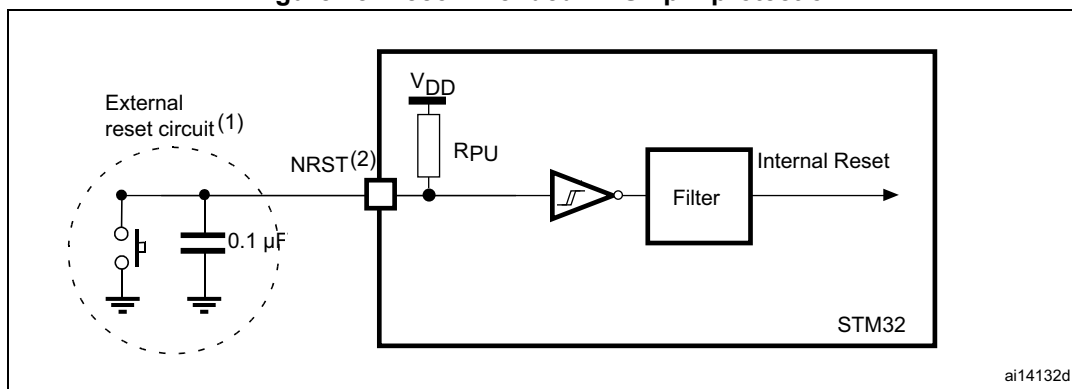 External
reset circuit(1)
VDD
RPU
NRST(2)
Internal Reset
Filter
0.1 µF
STM32
ai14132d